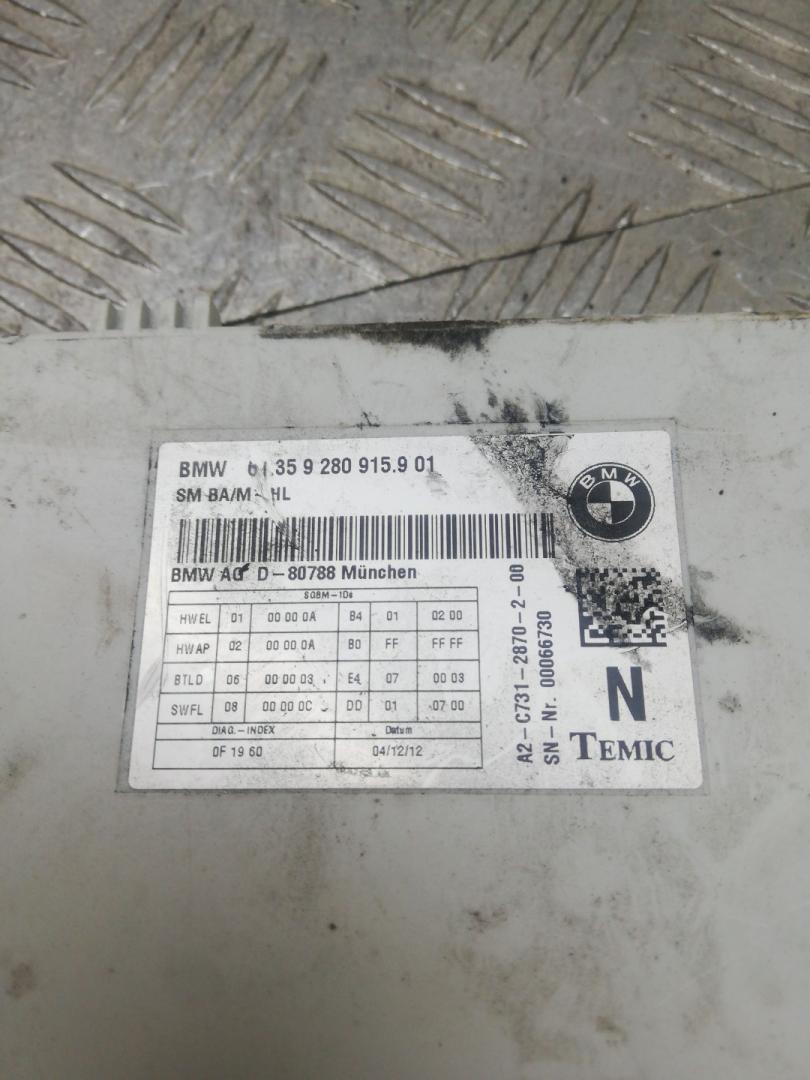 BMW 61.35 9 280 915.9 01
SM BA/M-HL
BMW
BMW AG D-80788 München
SGBM-IDs
HWEL 01 00 00 0A B4 01 02 00
HWAP 02 00 00 0A B0 FF FF FF
BTLD 06 00 00 03 E4 07 00 03
SWFL 08 00 00 0C DD 01 07 00
DIAG.-INDEX Datum
0F 19 60 04/12/12
A2-C731-2870-2-00
SN-Nr. 00066730
N
TEMIC